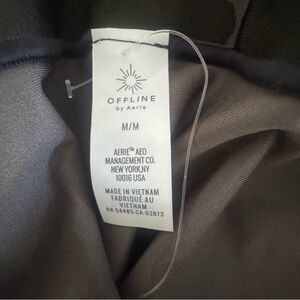 OFFLINE
by Aerie
M/M
AERIE™ AEO
MANAGEMENT CO.
NEW YORK,NY
10016 USA
MADE IN VIETNAM
FABRIQUÉ AU
VIETNAM
RN 54485 CA 03873